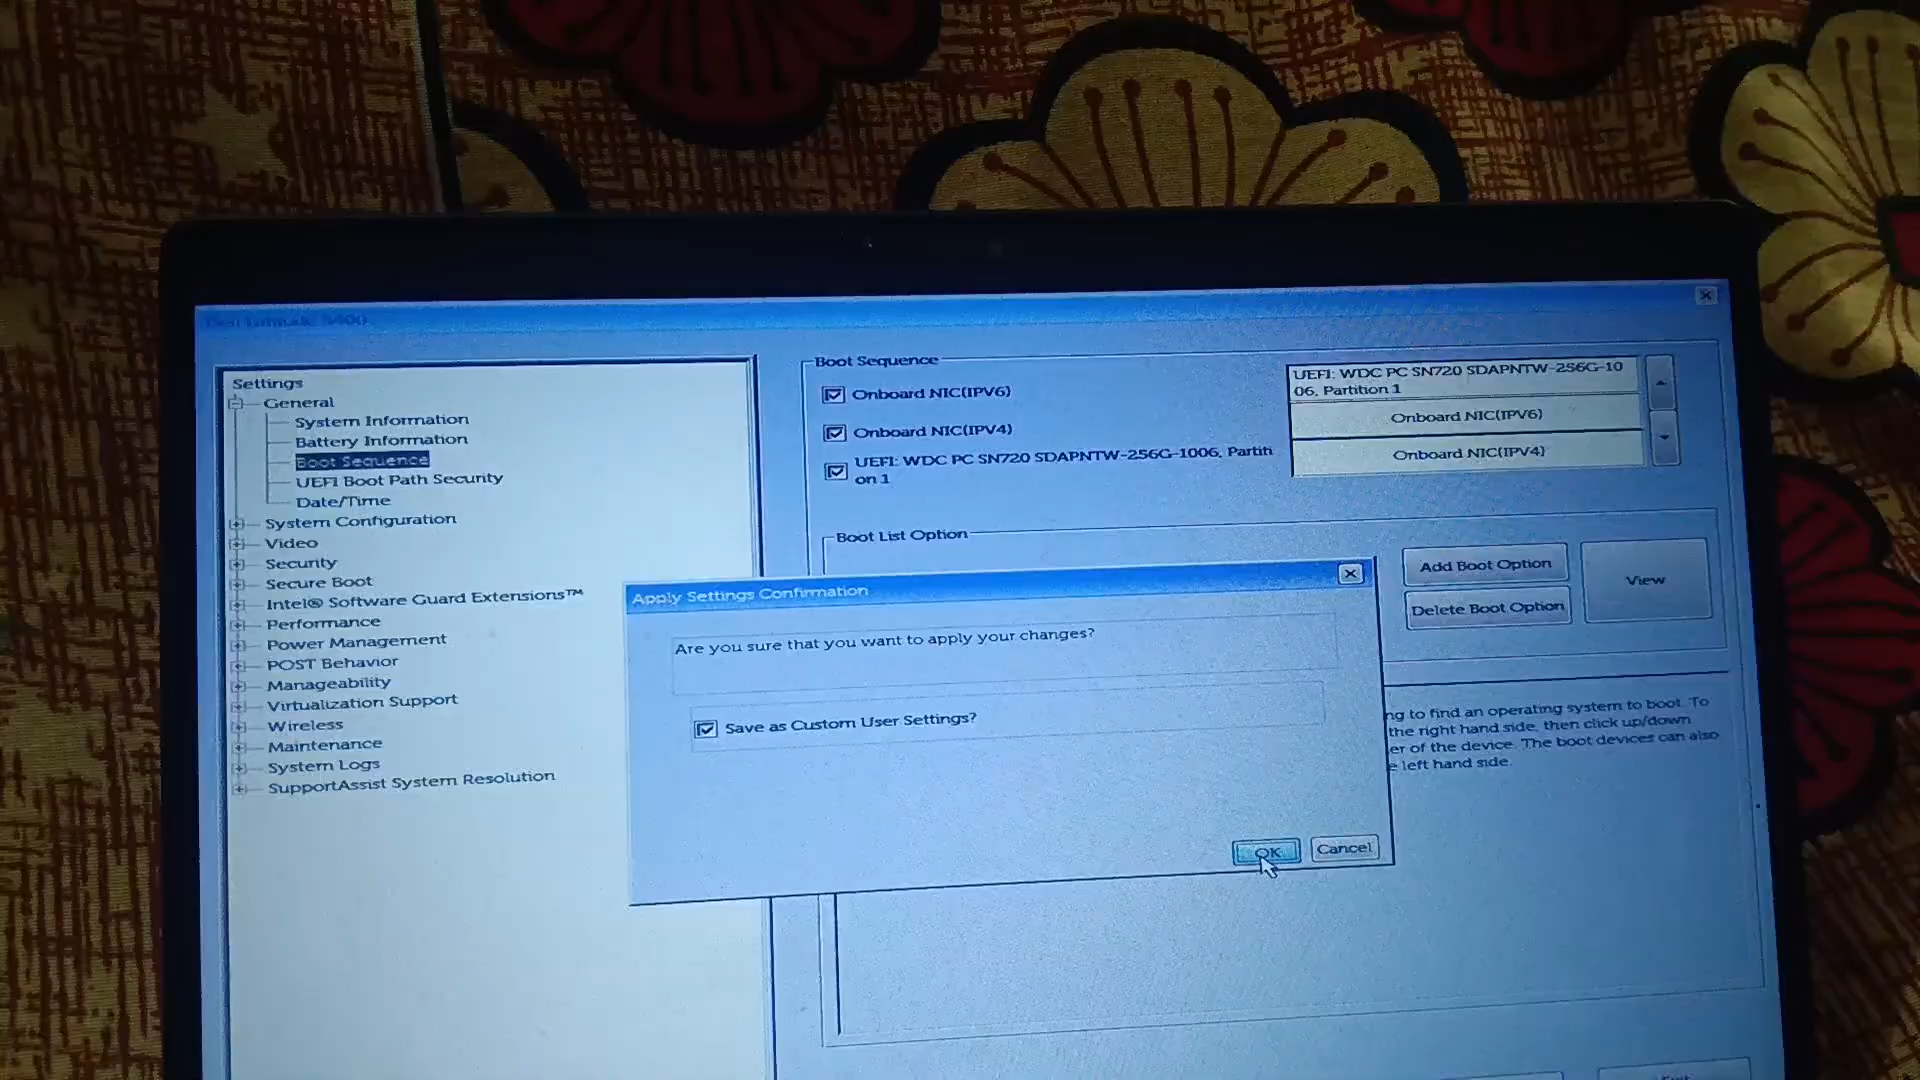 Dell Latitude 5400
Settings
General
System Information
Battery Information
Boot Sequence
UEFI Boot Path Security
Date/Time
System Configuration
Video
Security
Secure Boot
Intel® Software Guard Extensions™
Performance
Power Management
POST Behavior
Manageability
Virtualization Support
Wireless
Maintenance
System Logs
SupportAssist System Resolution
Boot Sequence
Onboard NIC(IPV6)
Onboard NIC(IPV4)
UEFI: WDC PC SN720 SDAPNTW-256G-1006, Partiti
on 1
UEFI: WDC PC SN720 SDAPNTW-256G-10
06, Partition 1
Onboard NIC(IPV6)
Onboard NIC(IPV4)
Boot List Option
Add Boot Option
Delete Boot Option
View
Apply Settings Confirmation
Are you sure that you want to apply your changes?
Save as Custom User Settings?
OK
Cancel
ng to find an operating system to boot. To
the right hand side, then click up/down
er of the device. The boot devices can also
e left hand side.